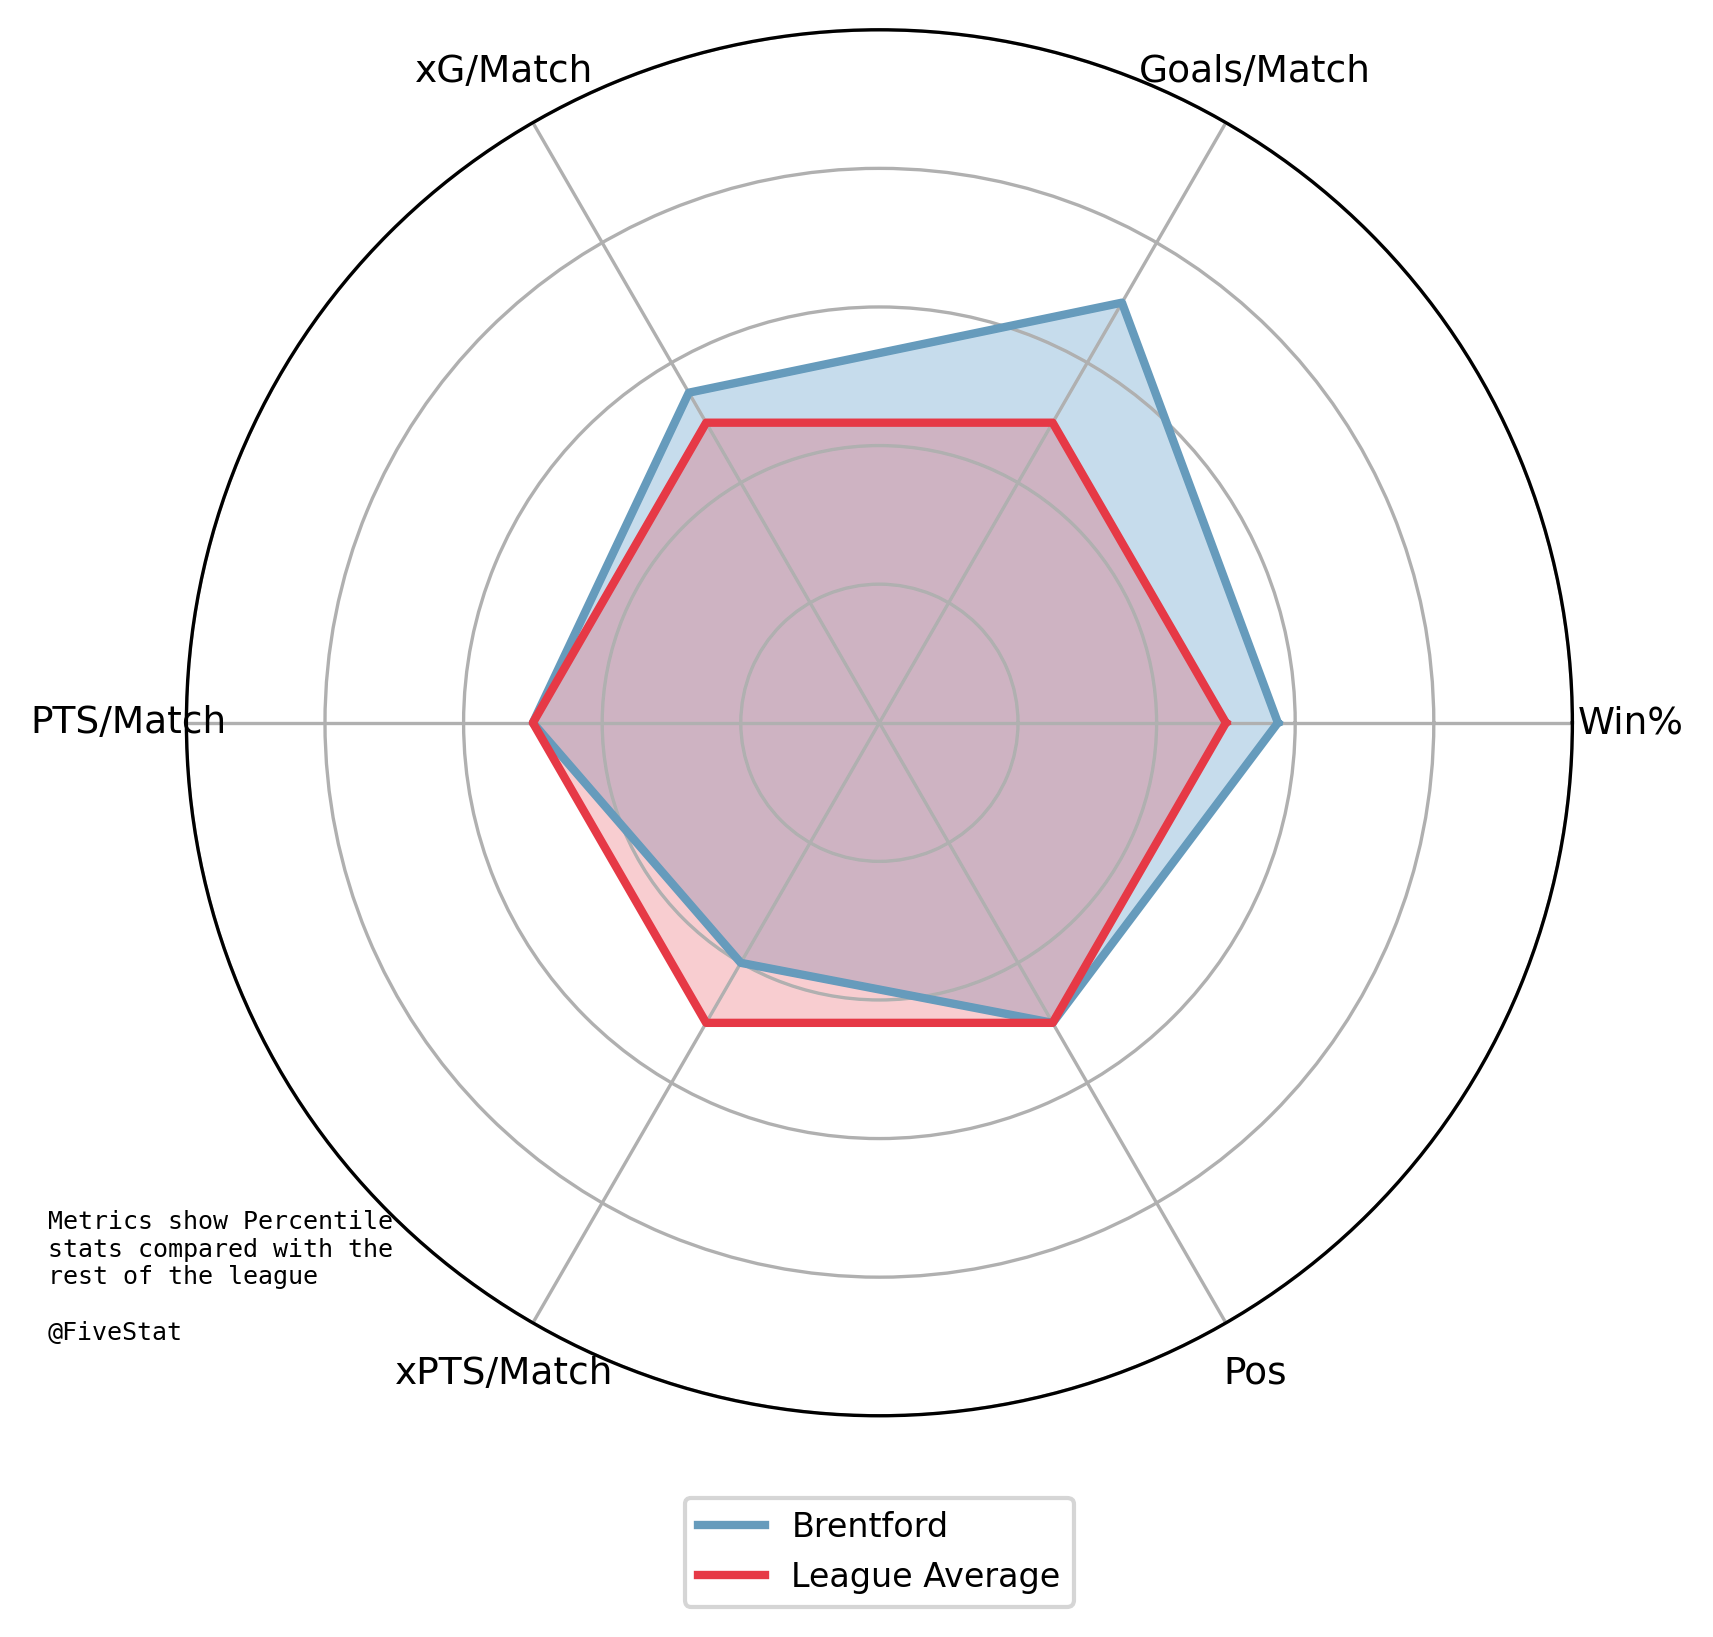 xG/Match
Goals/Match
PTS/Match
Win%
Metrics show Percentile
stats compared with the
rest of the league
@FiveStat
xPTS/Match
Pos
Brentford
League Average